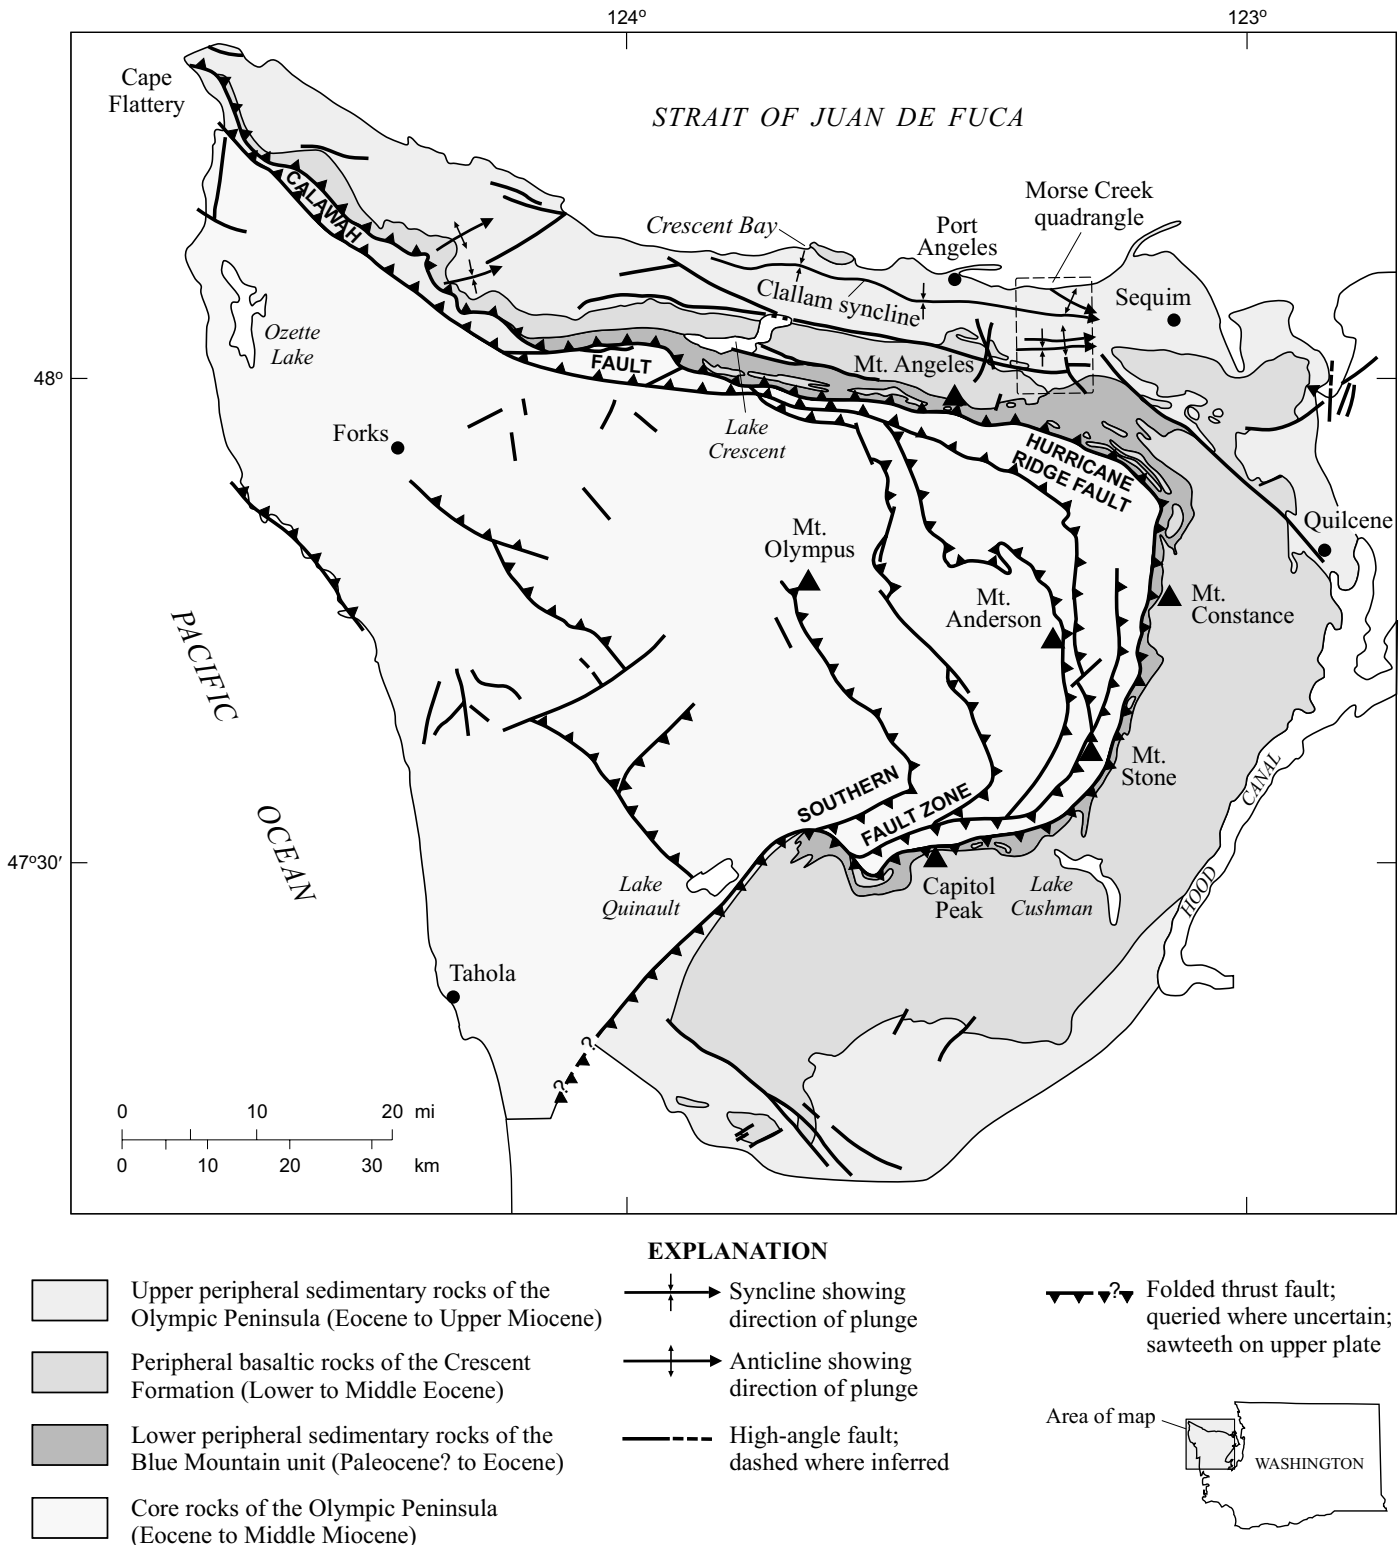 124°
123°
Cape
Flattery
STRAIT OF JUAN DE FUCA
Morse Creek
quadrangle
Crescent Bay
Port
Angeles
CALAWAH
Clallam syncline
Sequim
Ozette
Lake
FAULT
Mt. Angeles
48°
Forks
Lake
Crescent
HURRICANE
RIDGE FAULT
Mt.
Olympus
Quilcene
Mt.
Anderson
Mt.
Constance
PACIFIC
OCEAN
Mt.
Stone
SOUTHERN
FAULT ZONE
CANAL
HOOD
47°30′
Lake
Quinault
Capitol
Peak
Lake
Cushman
Tahola
?
?
0 10 20 mi
0 10 20 30 km
EXPLANATION
Upper peripheral sedimentary rocks of the
Olympic Peninsula (Eocene to Upper Miocene)
Peripheral basaltic rocks of the Crescent
Formation (Lower to Middle Eocene)
Lower peripheral sedimentary rocks of the
Blue Mountain unit (Paleocene? to Eocene)
Core rocks of the Olympic Peninsula
(Eocene to Middle Miocene)
Syncline showing
direction of plunge
Anticline showing
direction of plunge
High-angle fault;
dashed where inferred
?
Folded thrust fault;
queried where uncertain;
sawteeth on upper plate
Area of map
WASHINGTON